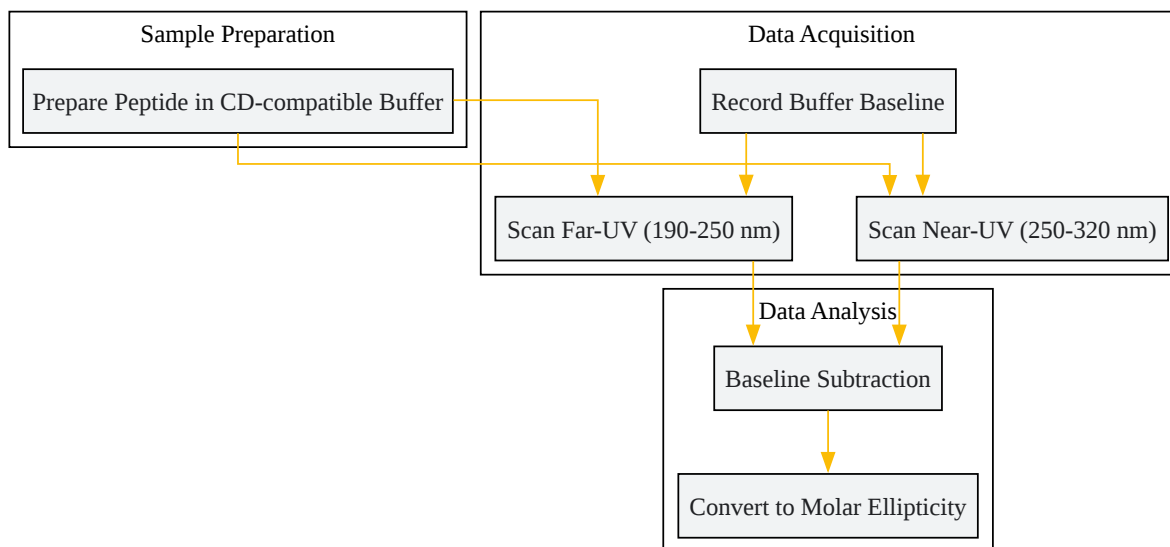 Sample Preparation
Prepare Peptide in CD-compatible Buffer
Data Acquisition
Record Buffer Baseline
Scan Far-UV (190-250 nm)
Scan Near-UV (250-320 nm)
Data Analysis
Baseline Subtraction
Convert to Molar Ellipticity